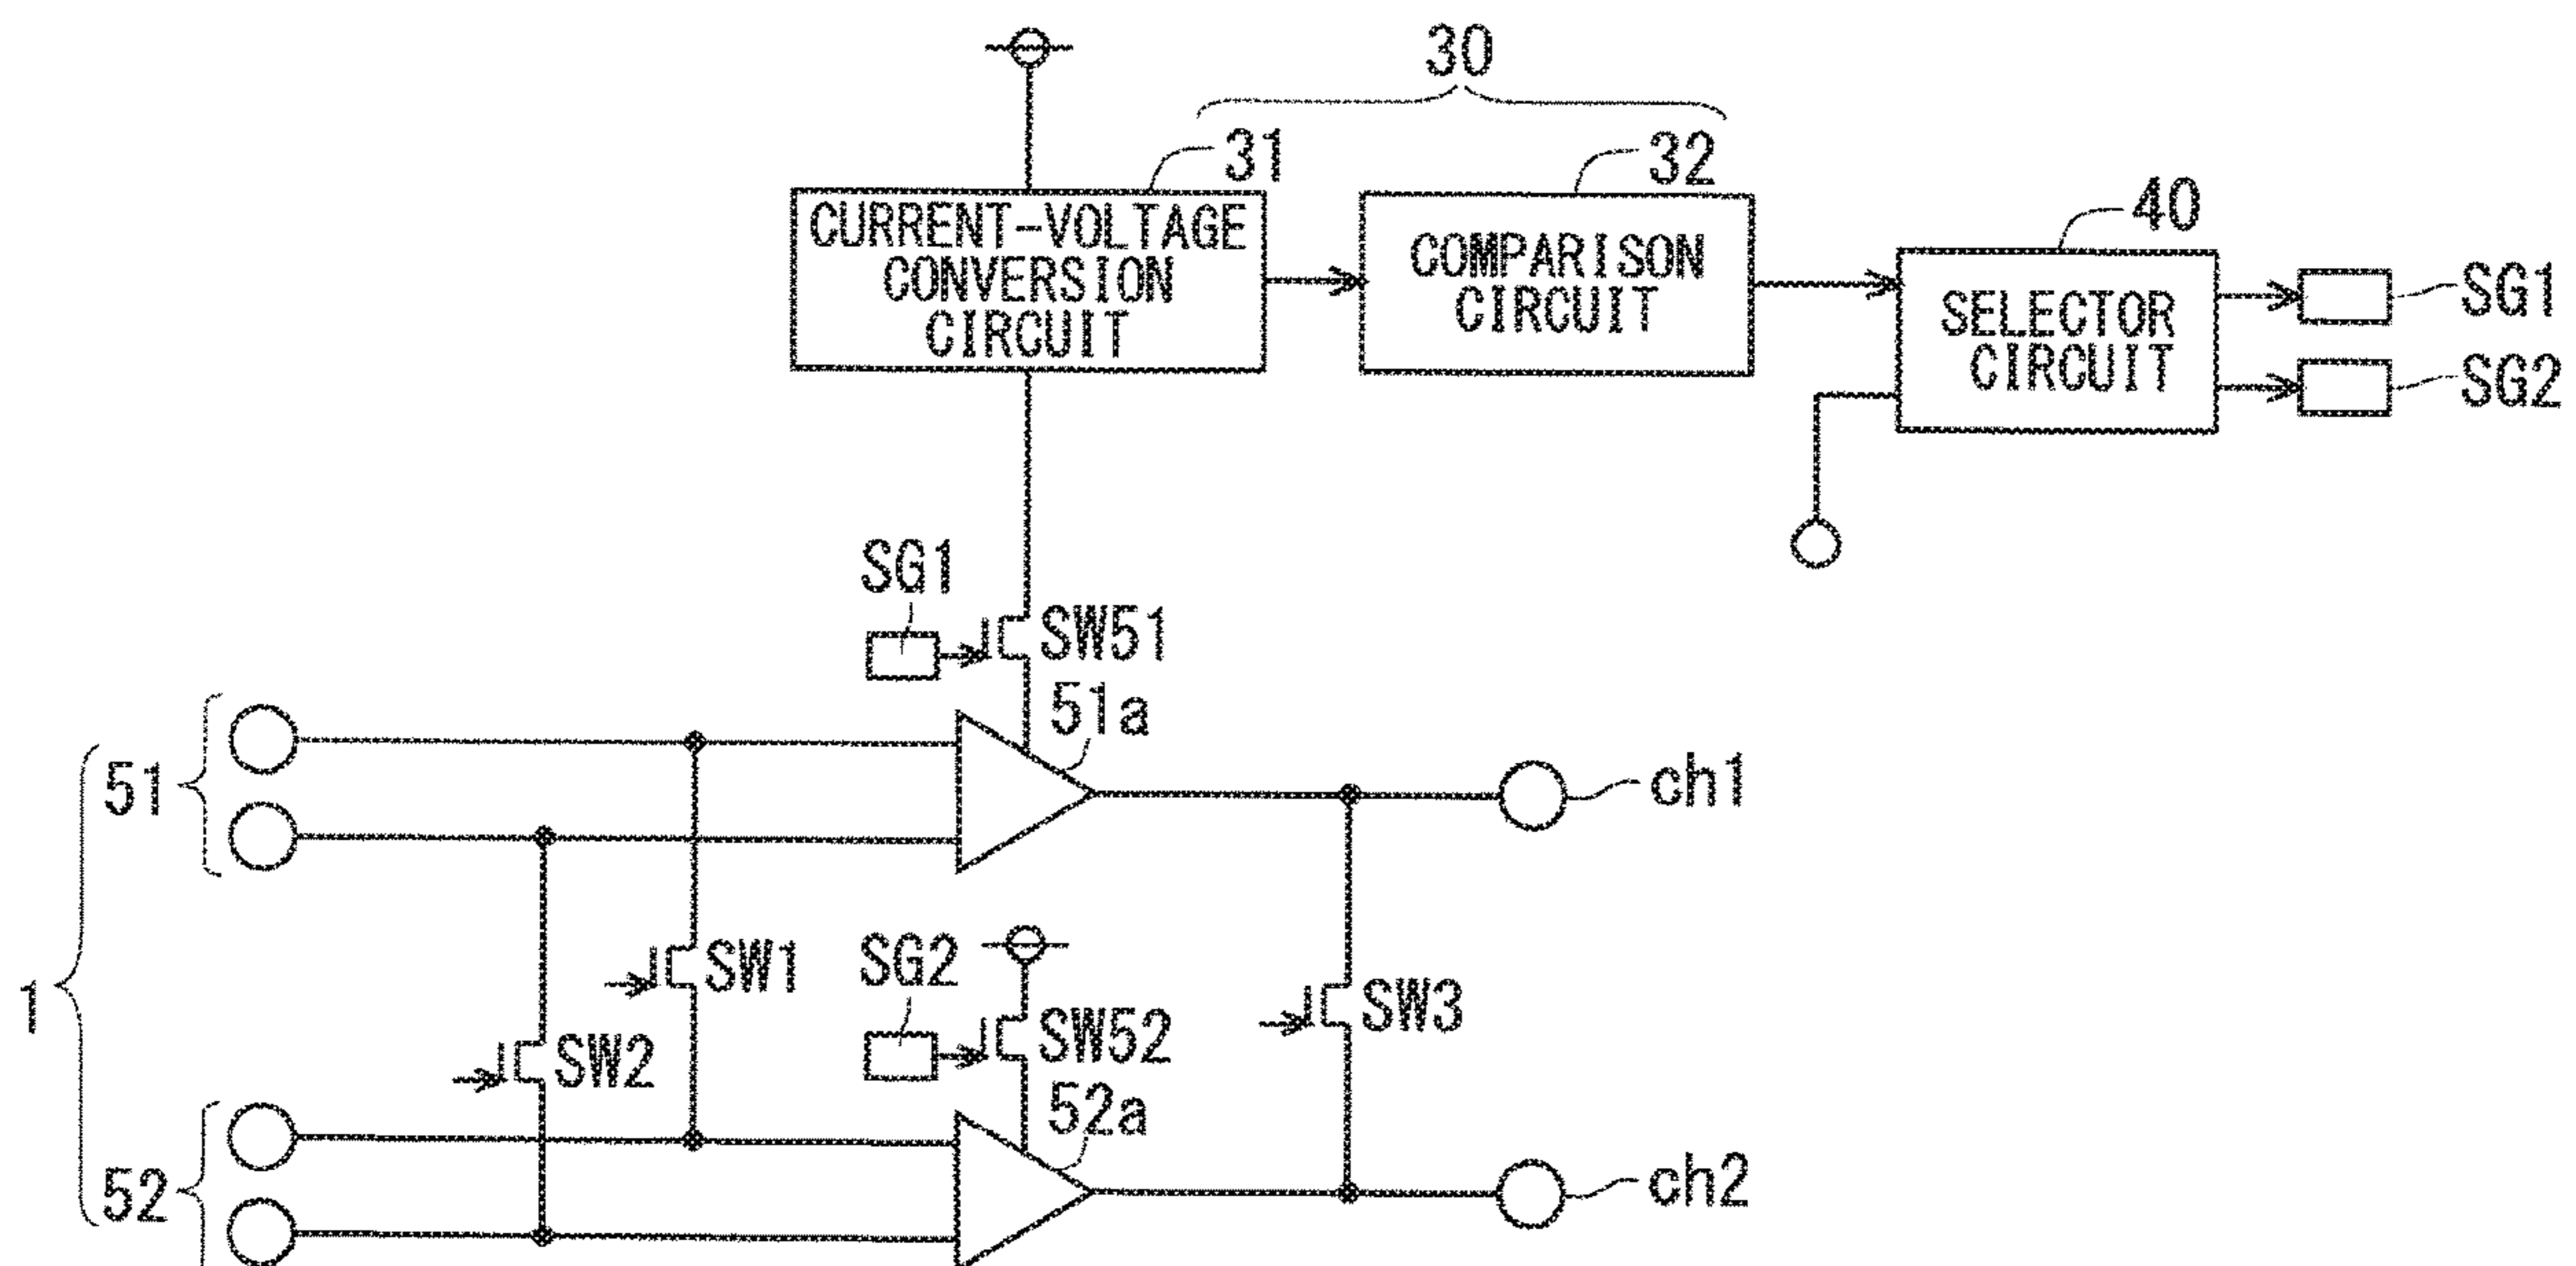 30
31
32
40
CURRENT-VOLTAGE
CONVERSION
CIRCUIT
COMPARISON
CIRCUIT
SELECTOR
CIRCUIT
SG1
SG2
SG1
SW51
51a
51
ch1
1
SW1
SG2
SW2
SW52
SW3
52a
52
ch2